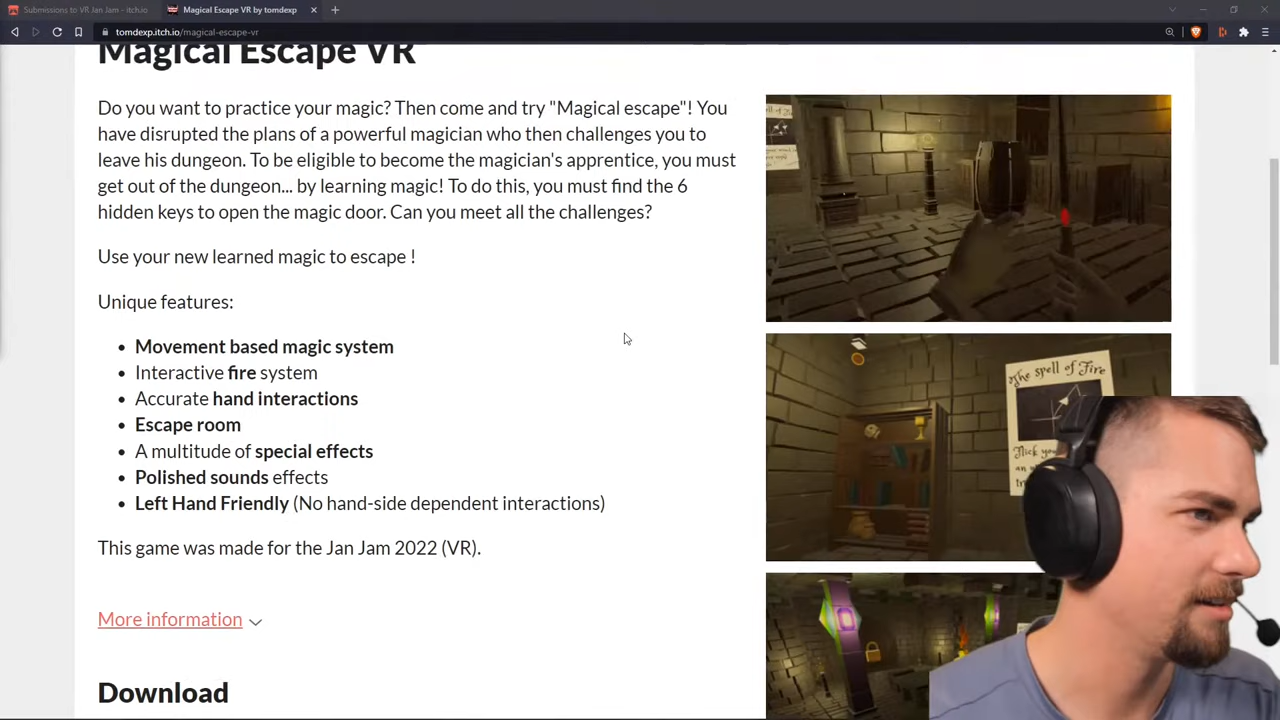 Submissions to VR Jan Jam - itch.io
Magical Escape VR by tomdexp
tomdexp.itch.io/magical-escape-vr
Magical Escape VR
Do you want to practice your magic? Then come and try "Magical escape"! You
have disrupted the plans of a powerful magician who then challenges you to
leave his dungeon. To be eligible to become the magician's apprentice, you must
get out of the dungeon... by learning magic! To do this, you must find the 6
hidden keys to open the magic door. Can you meet all the challenges?
Use your new learned magic to escape !
Unique features:
Movement based magic system
Interactive fire system
Accurate hand interactions
Escape room
A multitude of special effects
Polished sounds effects
Left Hand Friendly (No hand-side dependent interactions)
This game was made for the Jan Jam 2022 (VR).
More information
Download
The spell of Fire